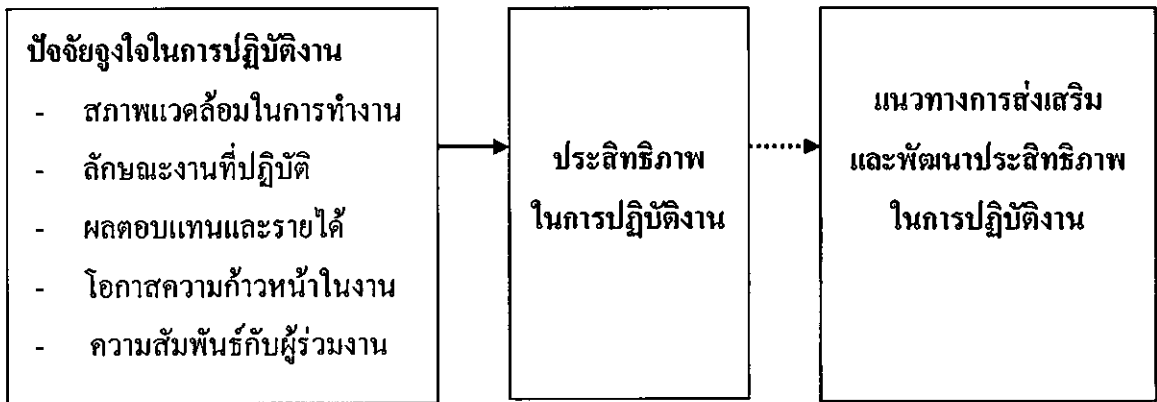 ปัจจัยจูงใจในการปฏิบัติงาน
- สภาพแวดล้อมในการทำงาน
- ลักษณะงานที่ปฏิบัติ
- ผลตอบแทนและรายได้
- โอกาสความก้าวหน้าในงาน
- ความสัมพันธ์กับผู้ร่วมงาน
ประสิทธิภาพ
ในการปฏิบัติงาน
แนวทางการส่งเสริม
และพัฒนาประสิทธิภาพ
ในการปฏิบัติงาน